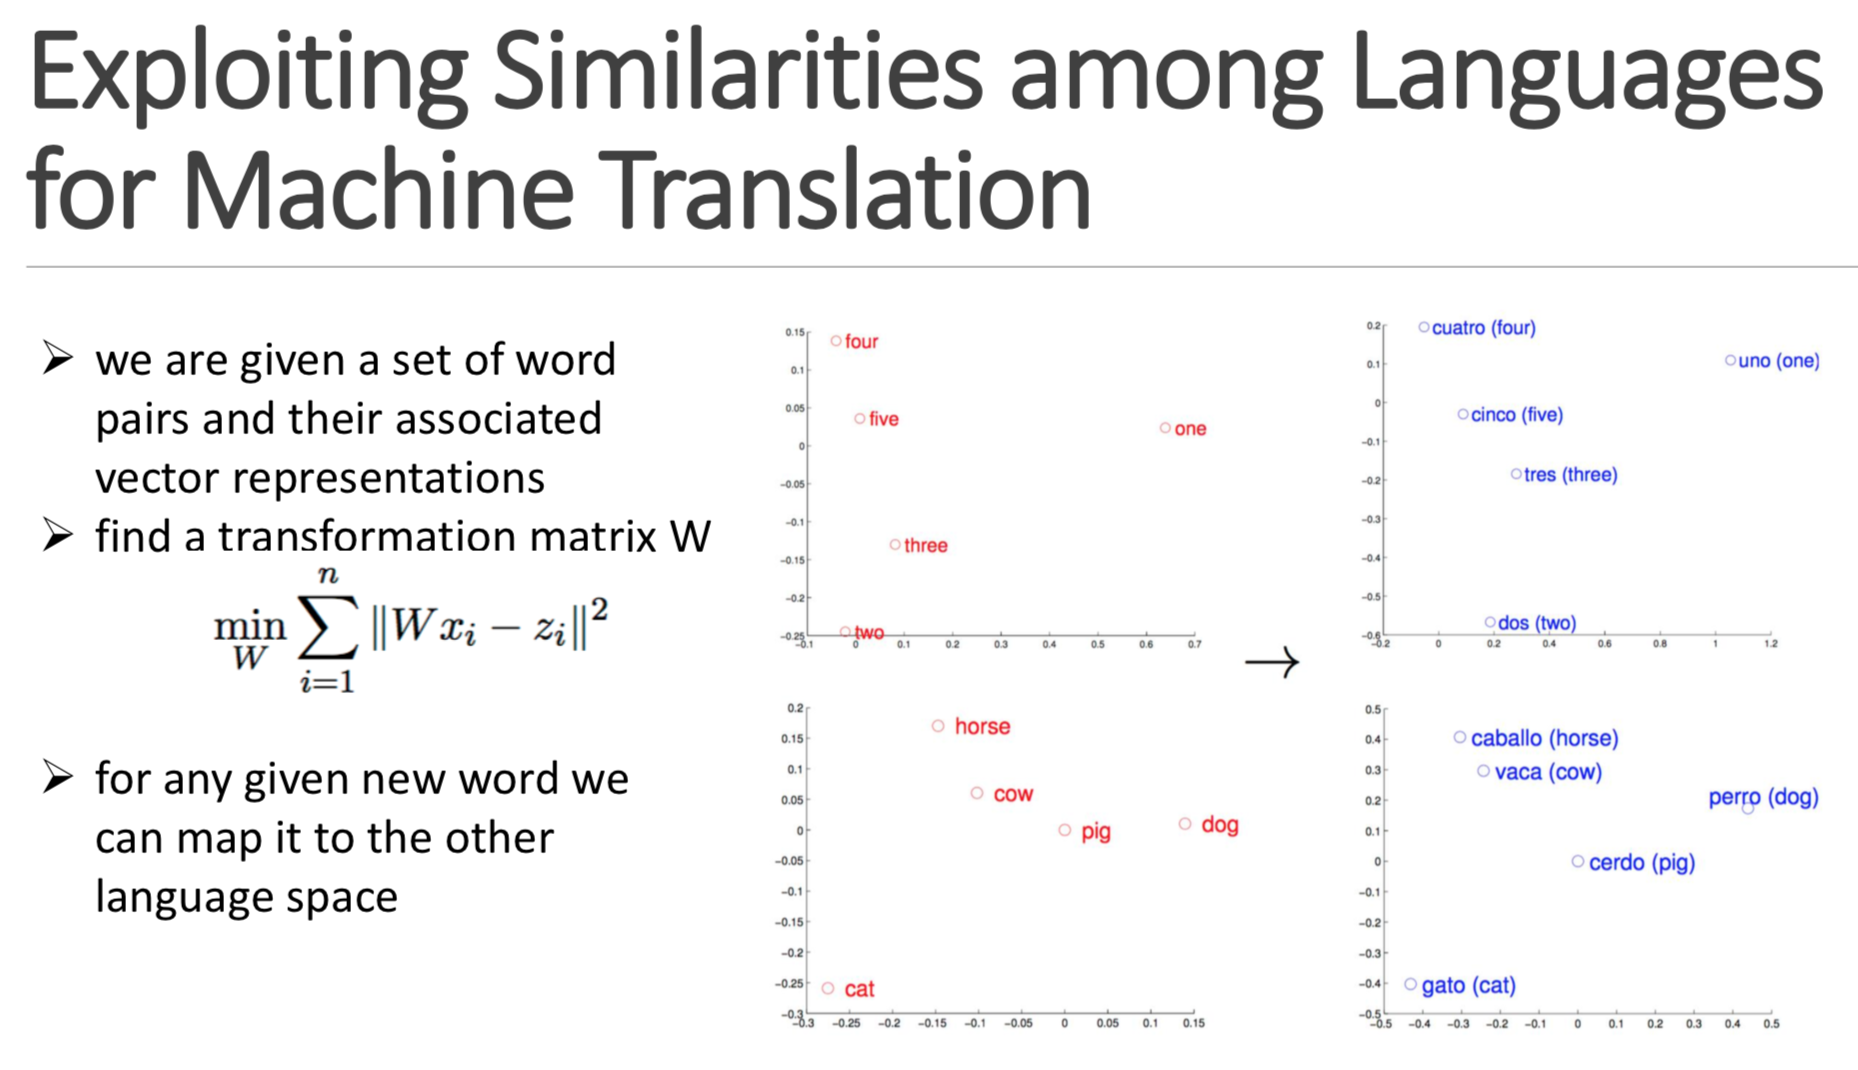 Exploiting Similarities among Languages
for Machine Translation
➢ we are given a set of word
pairs and their associated
vector representations
➢ find a transformation matrix W
min_W ∑_{i=1}^{n} ‖Wx_i − z_i‖²
➢ for any given new word we
can map it to the other
language space
0.15
0.1
0.05
0
−0.05
−0.1
−0.15
−0.2
−0.25
four
five
one
three
two
−0.1 0 0.1 0.2 0.3 0.4 0.5 0.6 0.7
→
0.2
0.1
0
−0.1
−0.2
−0.3
−0.4
−0.5
−0.6
cuatro (four)
uno (one)
cinco (five)
tres (three)
dos (two)
−0.2 0 0.2 0.4 0.6 0.8 1 1.2
0.2
0.15
0.1
0.05
0
−0.05
−0.1
−0.15
−0.2
−0.25
−0.3
horse
cow
pig
dog
cat
−0.3 −0.25 −0.2 −0.15 −0.1 −0.05 0 0.05 0.1 0.15
0.5
0.4
0.3
0.2
0.1
0
−0.1
−0.2
−0.3
−0.4
−0.5
caballo (horse)
vaca (cow)
perro (dog)
cerdo (pig)
gato (cat)
−0.5 −0.4 −0.3 −0.2 −0.1 0 0.1 0.2 0.3 0.4 0.5